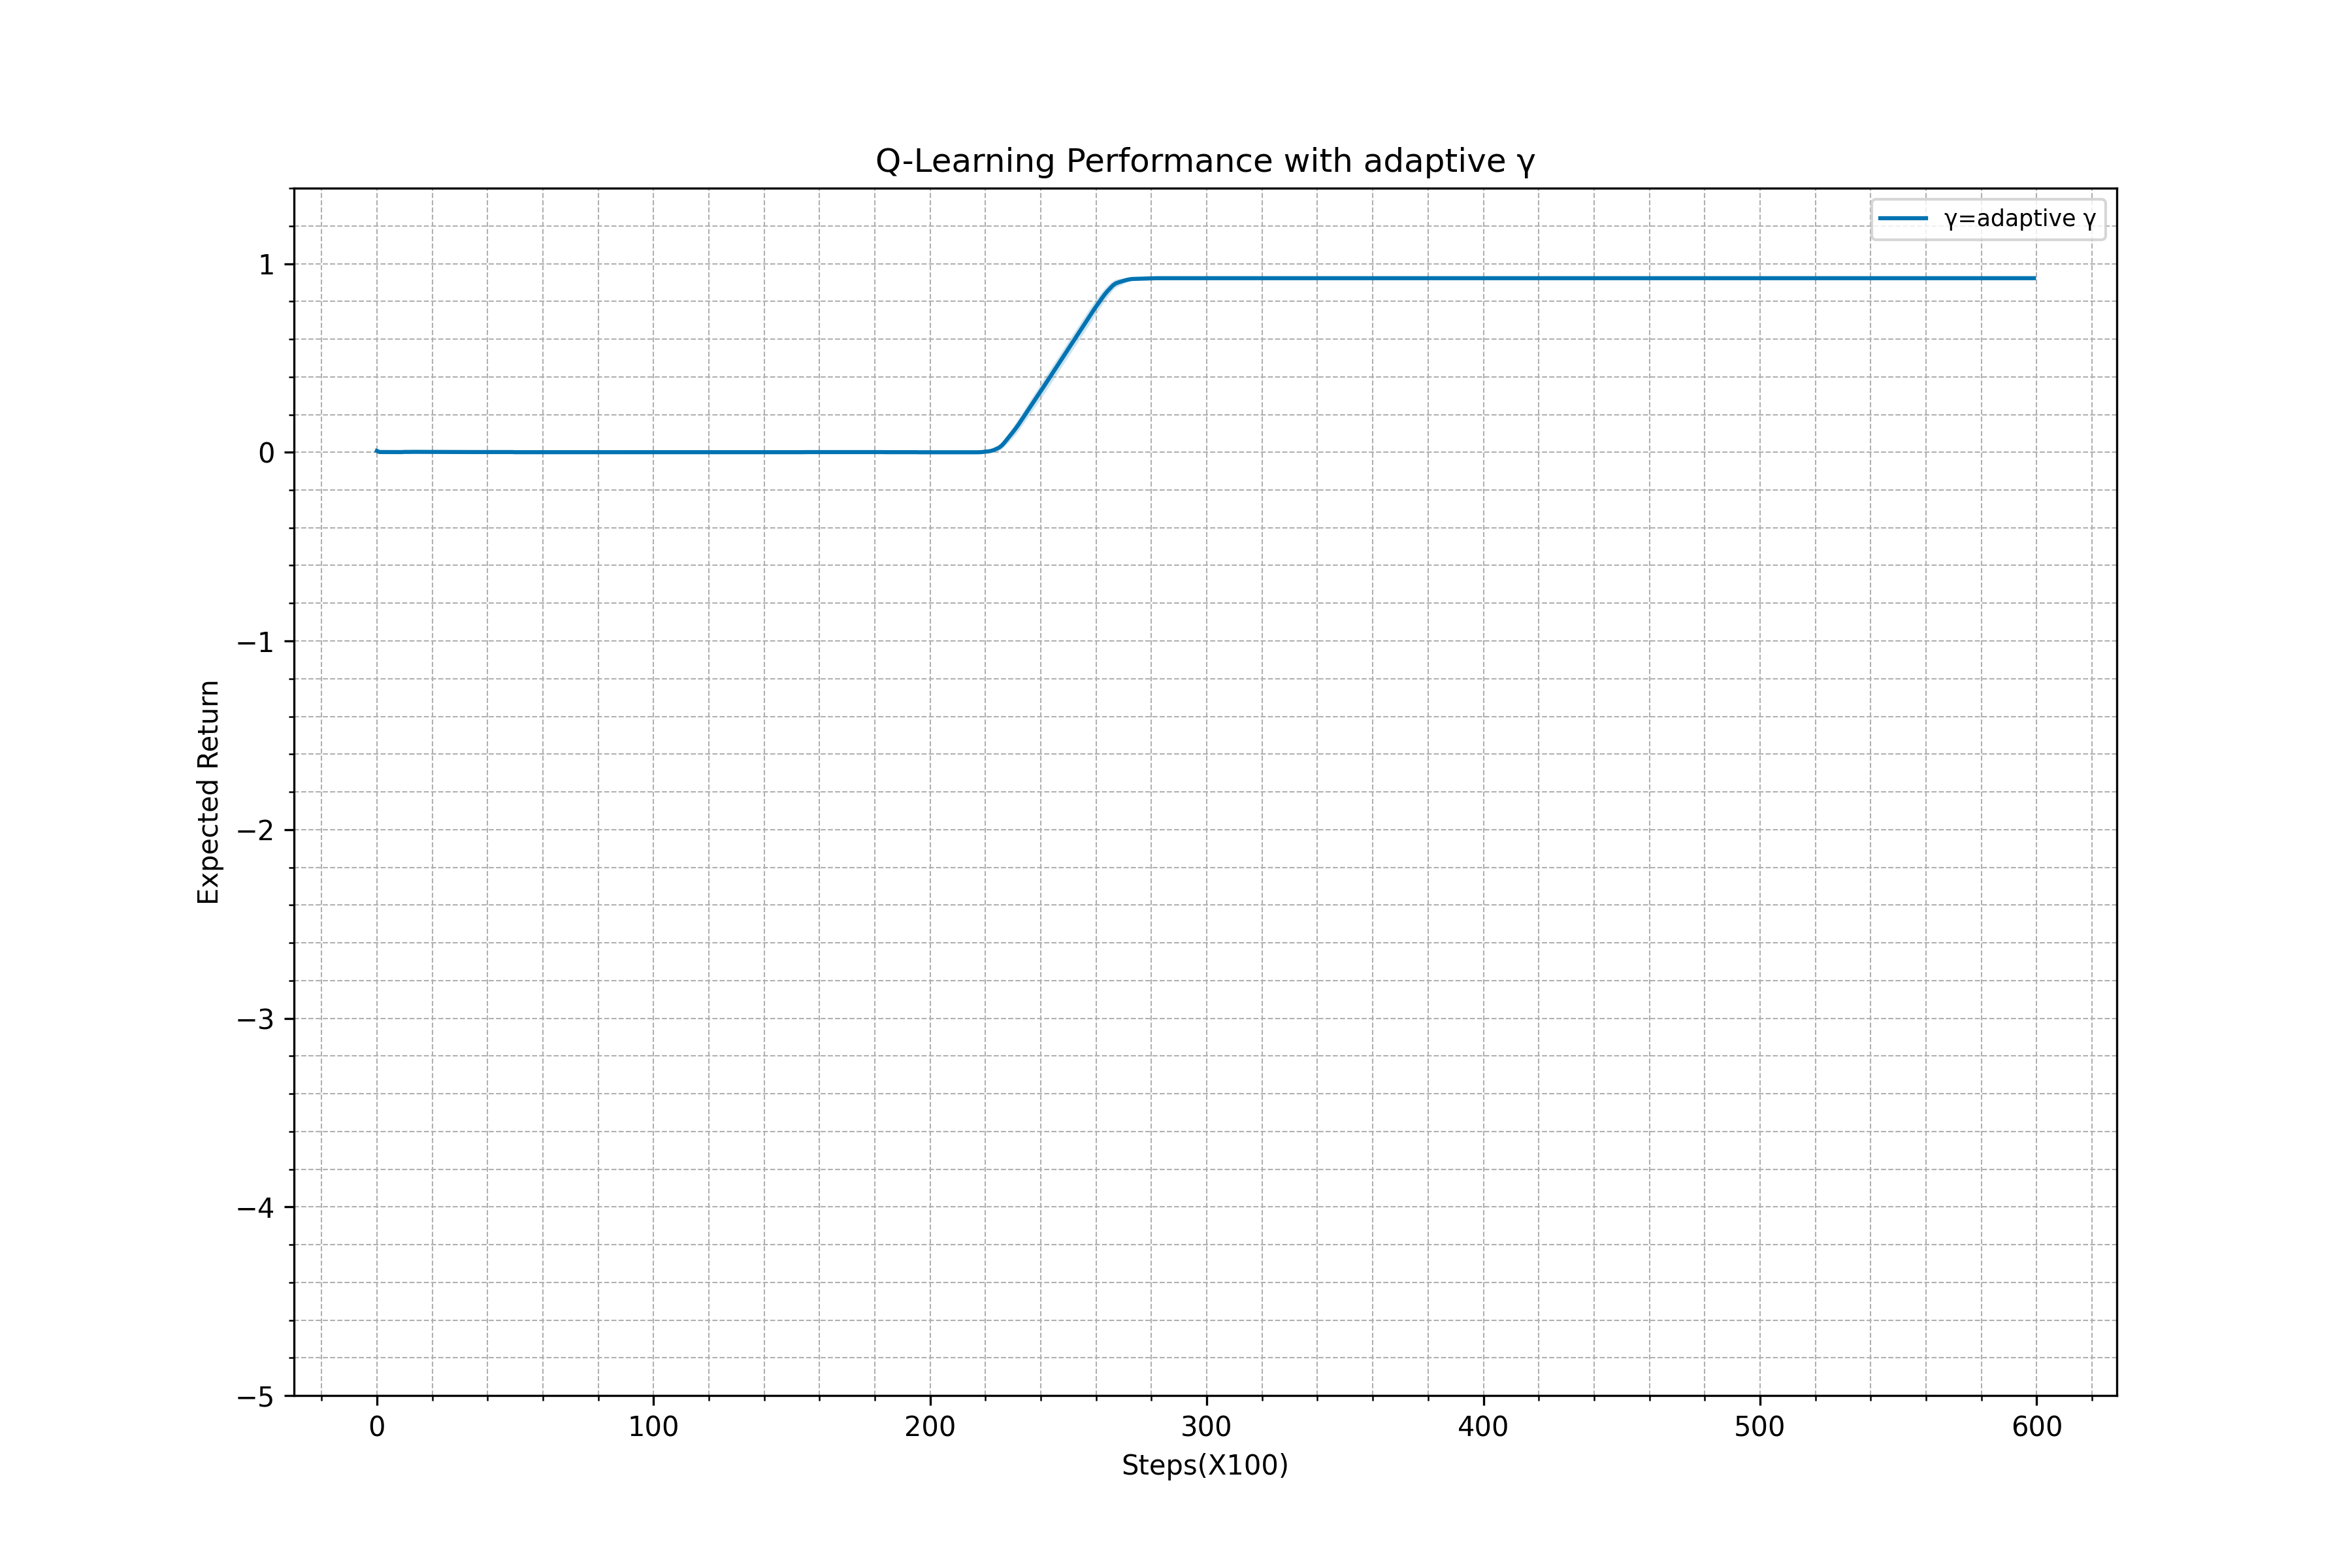 Q-Learning Performance with adaptive γ
γ=adaptive γ
1
0
−1
−2
−3
−4
−5
Expected Return
0 100 200 300 400 500 600
Steps(X100)